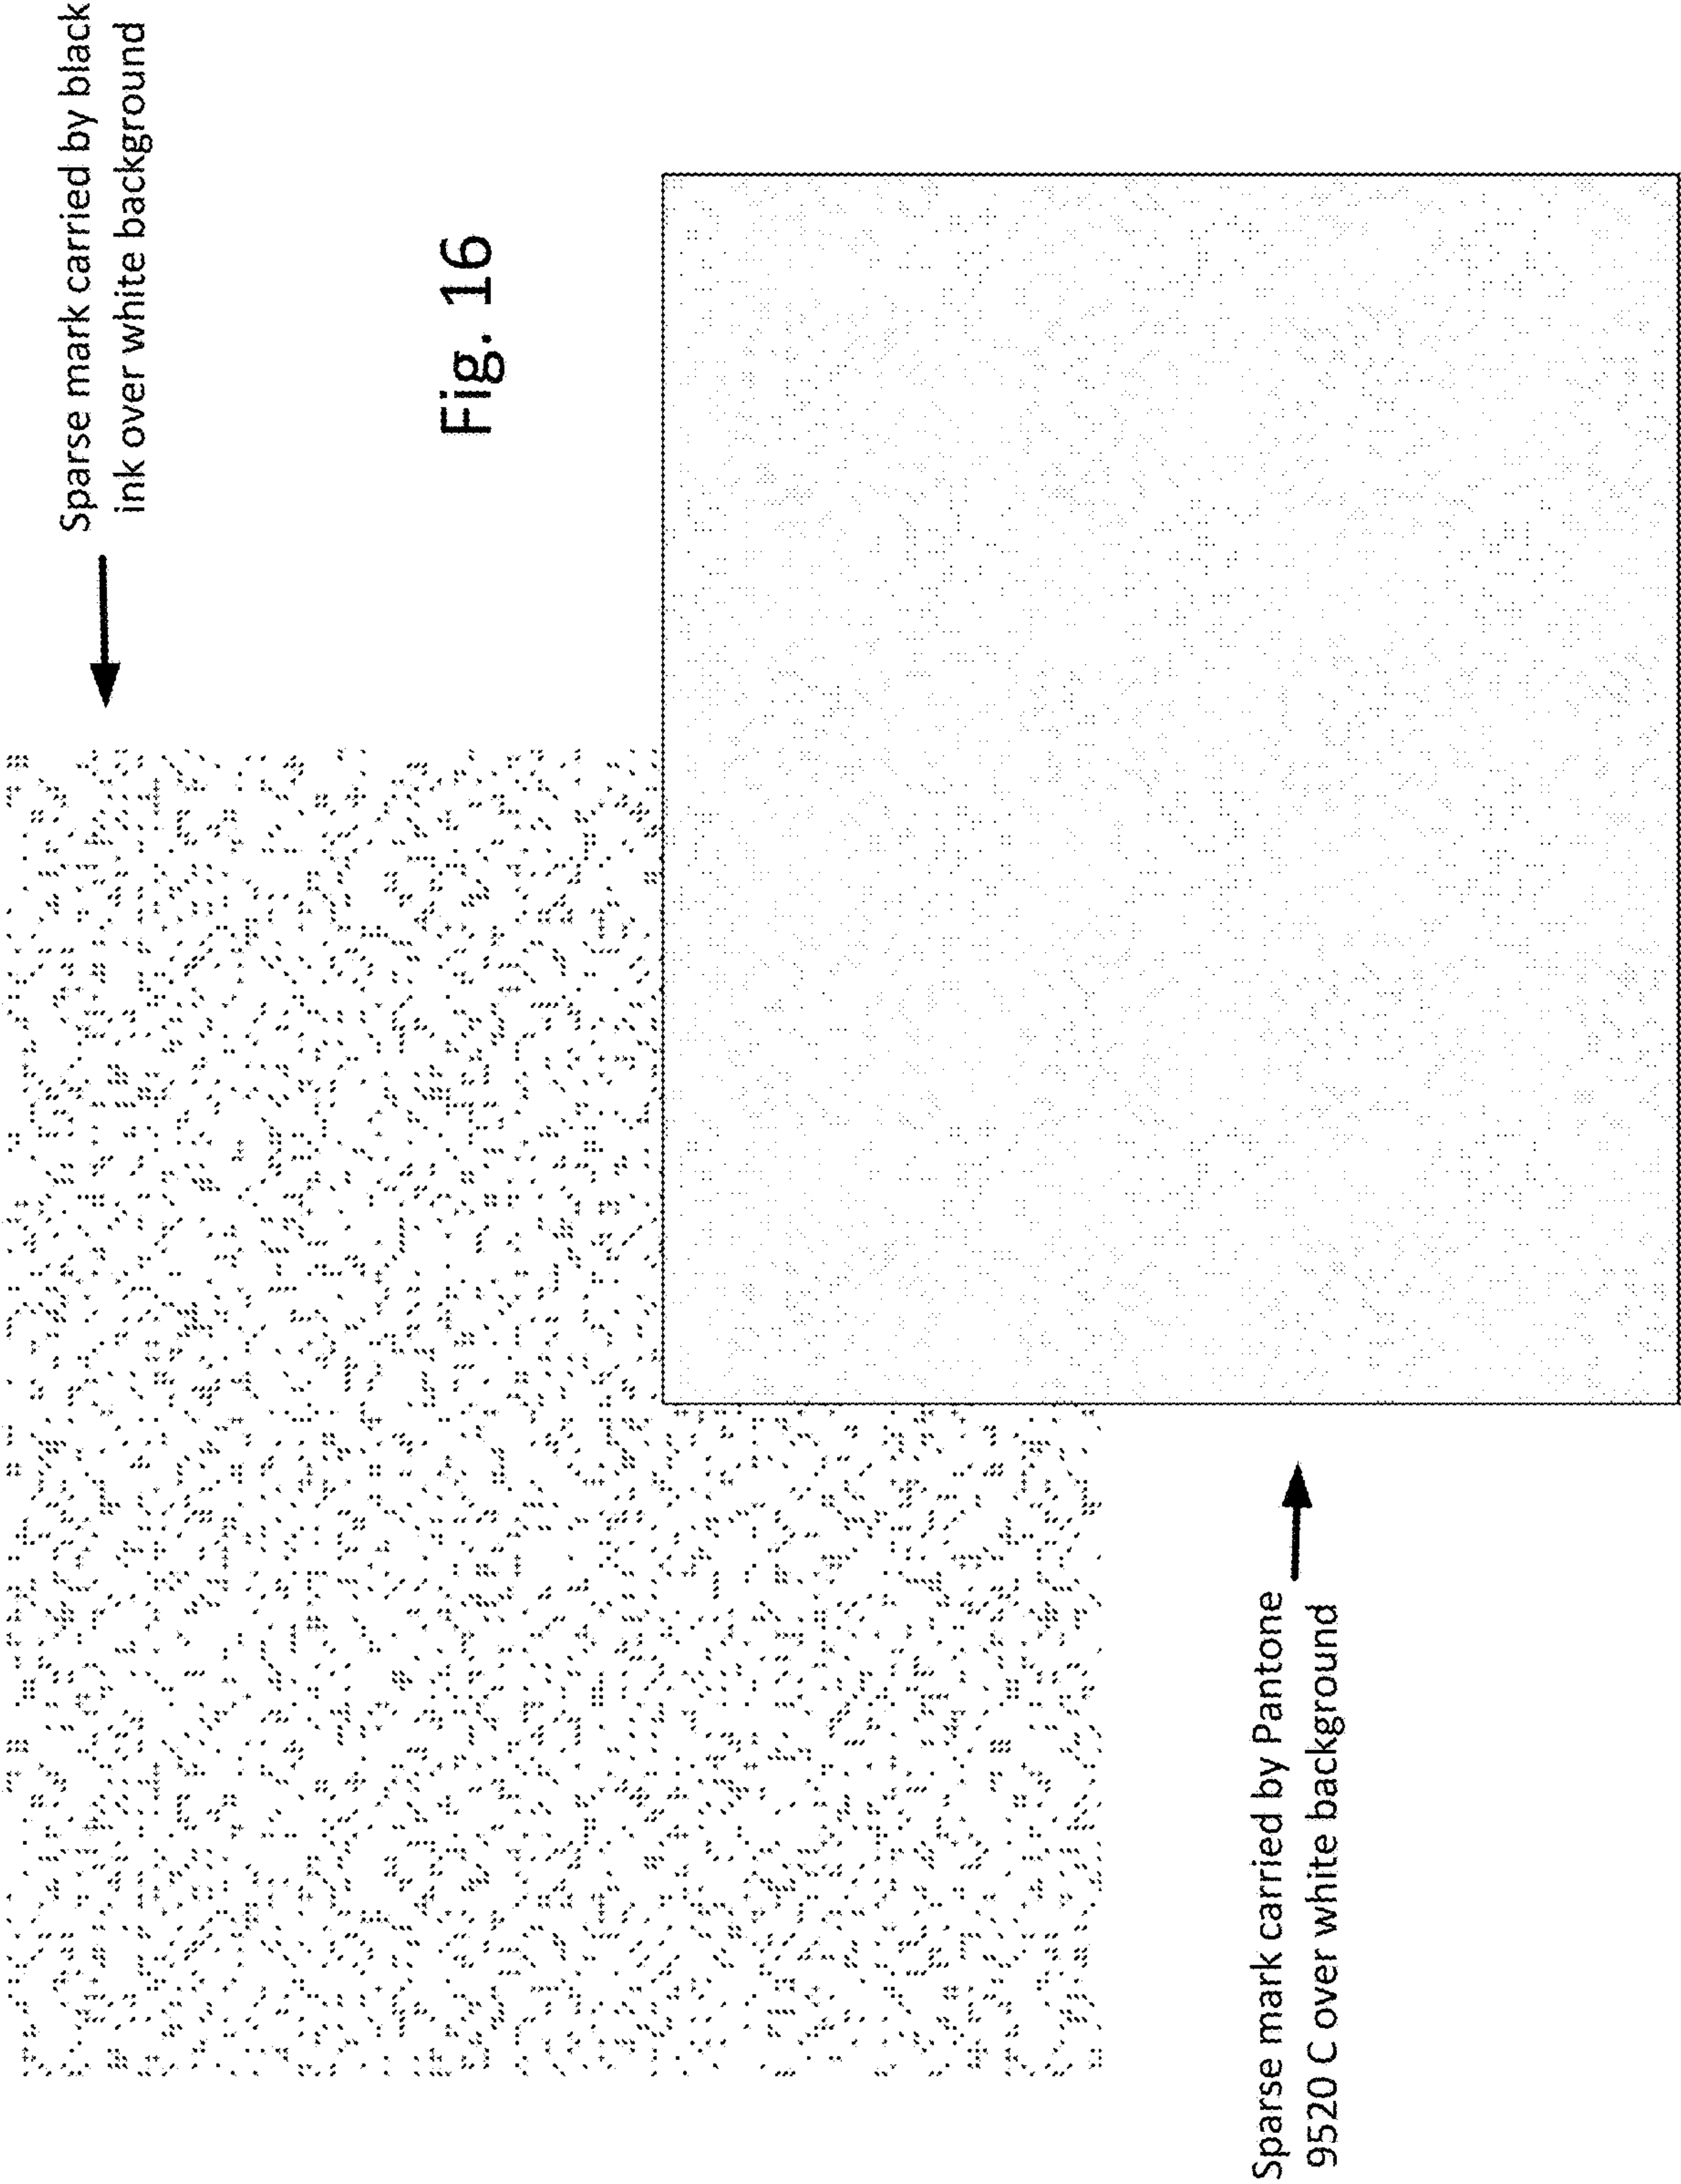 Sparse mark carried by black
ink over white background
Fig. 16
Sparse mark carried by Pantone
9520 C over white background